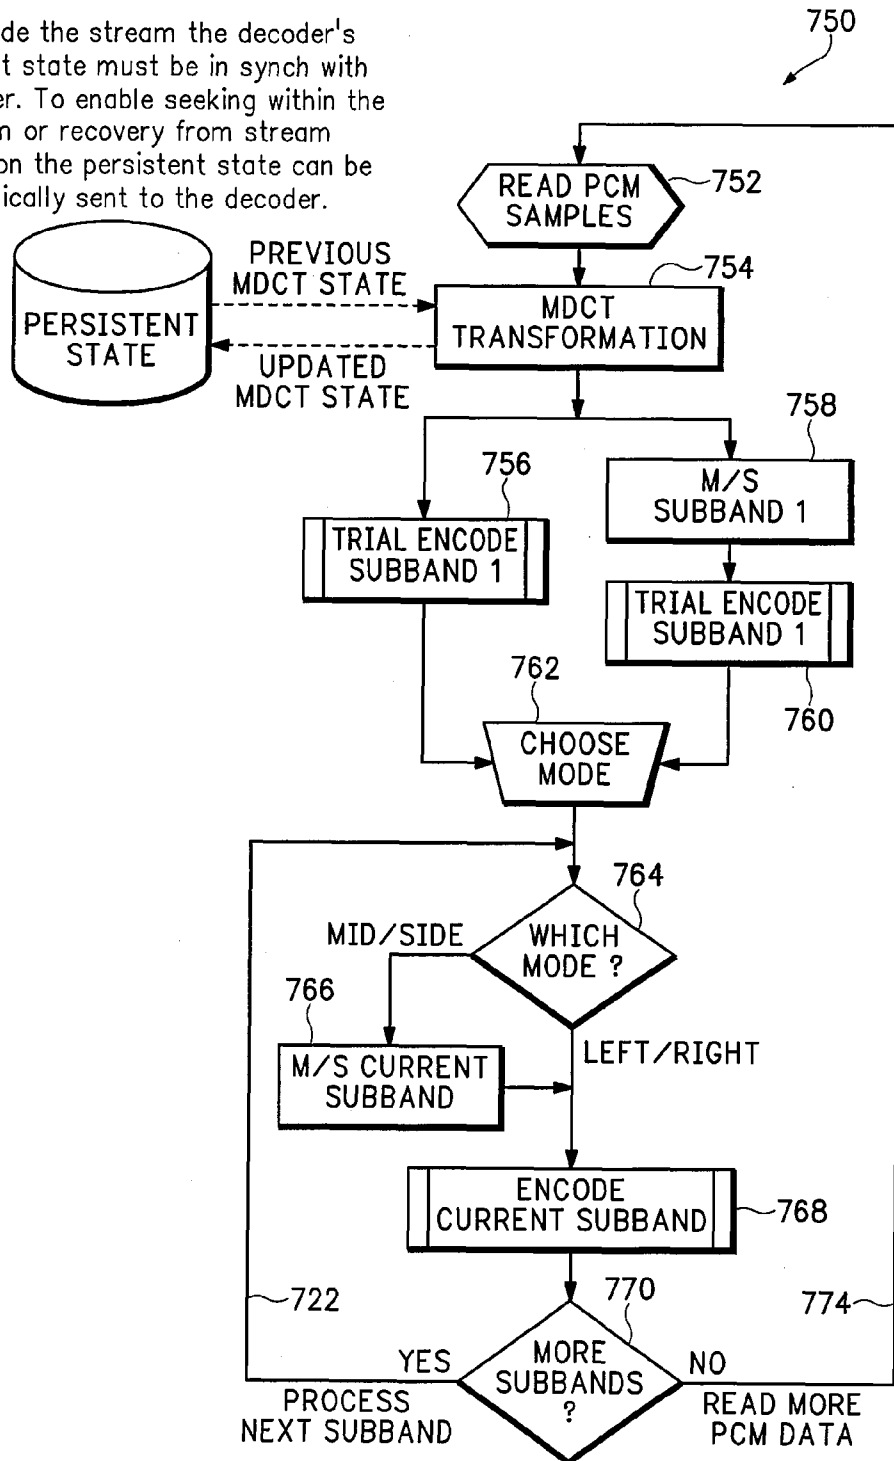 750
de the stream the decoder's
t state must be in synch with
er. To enable seeking within the
n or recovery from stream
on the persistent state can be
ically sent to the decoder.
READ PCM
SAMPLES
752
PREVIOUS
MDCT STATE
754
PERSISTENT
STATE
MDCT
TRANSFORMATION
UPDATED
MDCT STATE
758
756
M/S
SUBBAND 1
TRIAL ENCODE
SUBBAND 1
TRIAL ENCODE
SUBBAND 1
762
760
CHOOSE
MODE
764
MID/SIDE
WHICH
MODE ?
766
LEFT/RIGHT
M/S CURRENT
SUBBAND
ENCODE
CURRENT SUBBAND
768
722
770
774
YES
MORE
SUBBANDS
?
NO
PROCESS
NEXT SUBBAND
READ MORE
PCM DATA